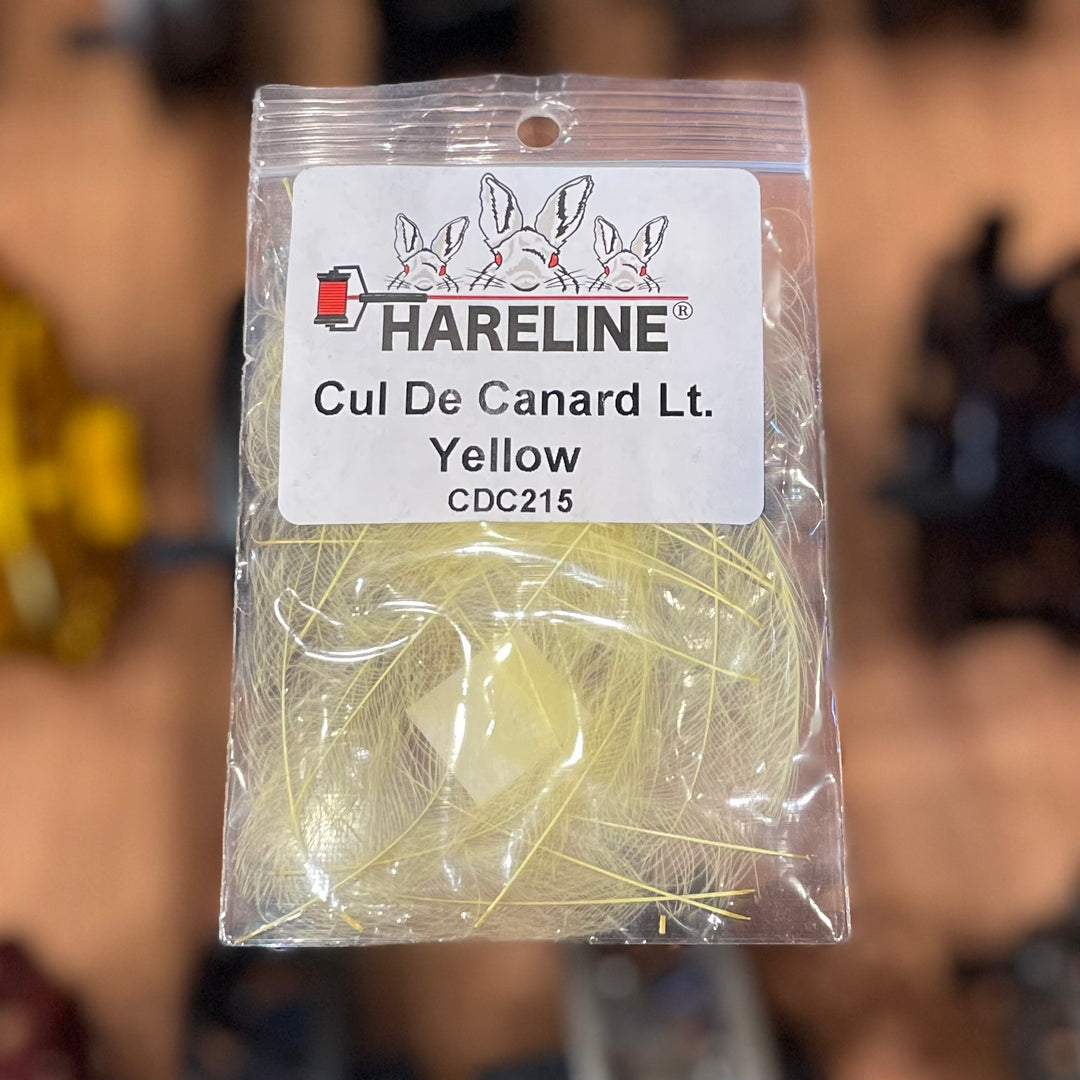 HARELINE®
Cul De Canard Lt.
Yellow
CDC215